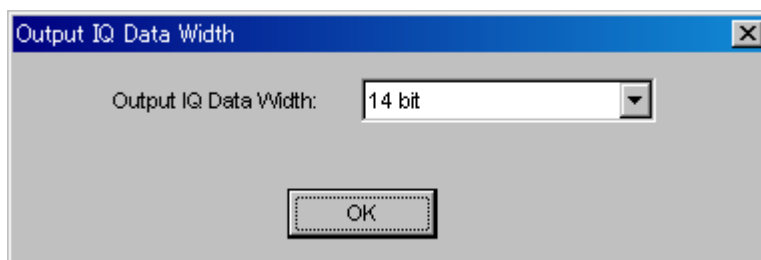 Output IQ Data Width
Output IQ Data Width: 14 bit
OK